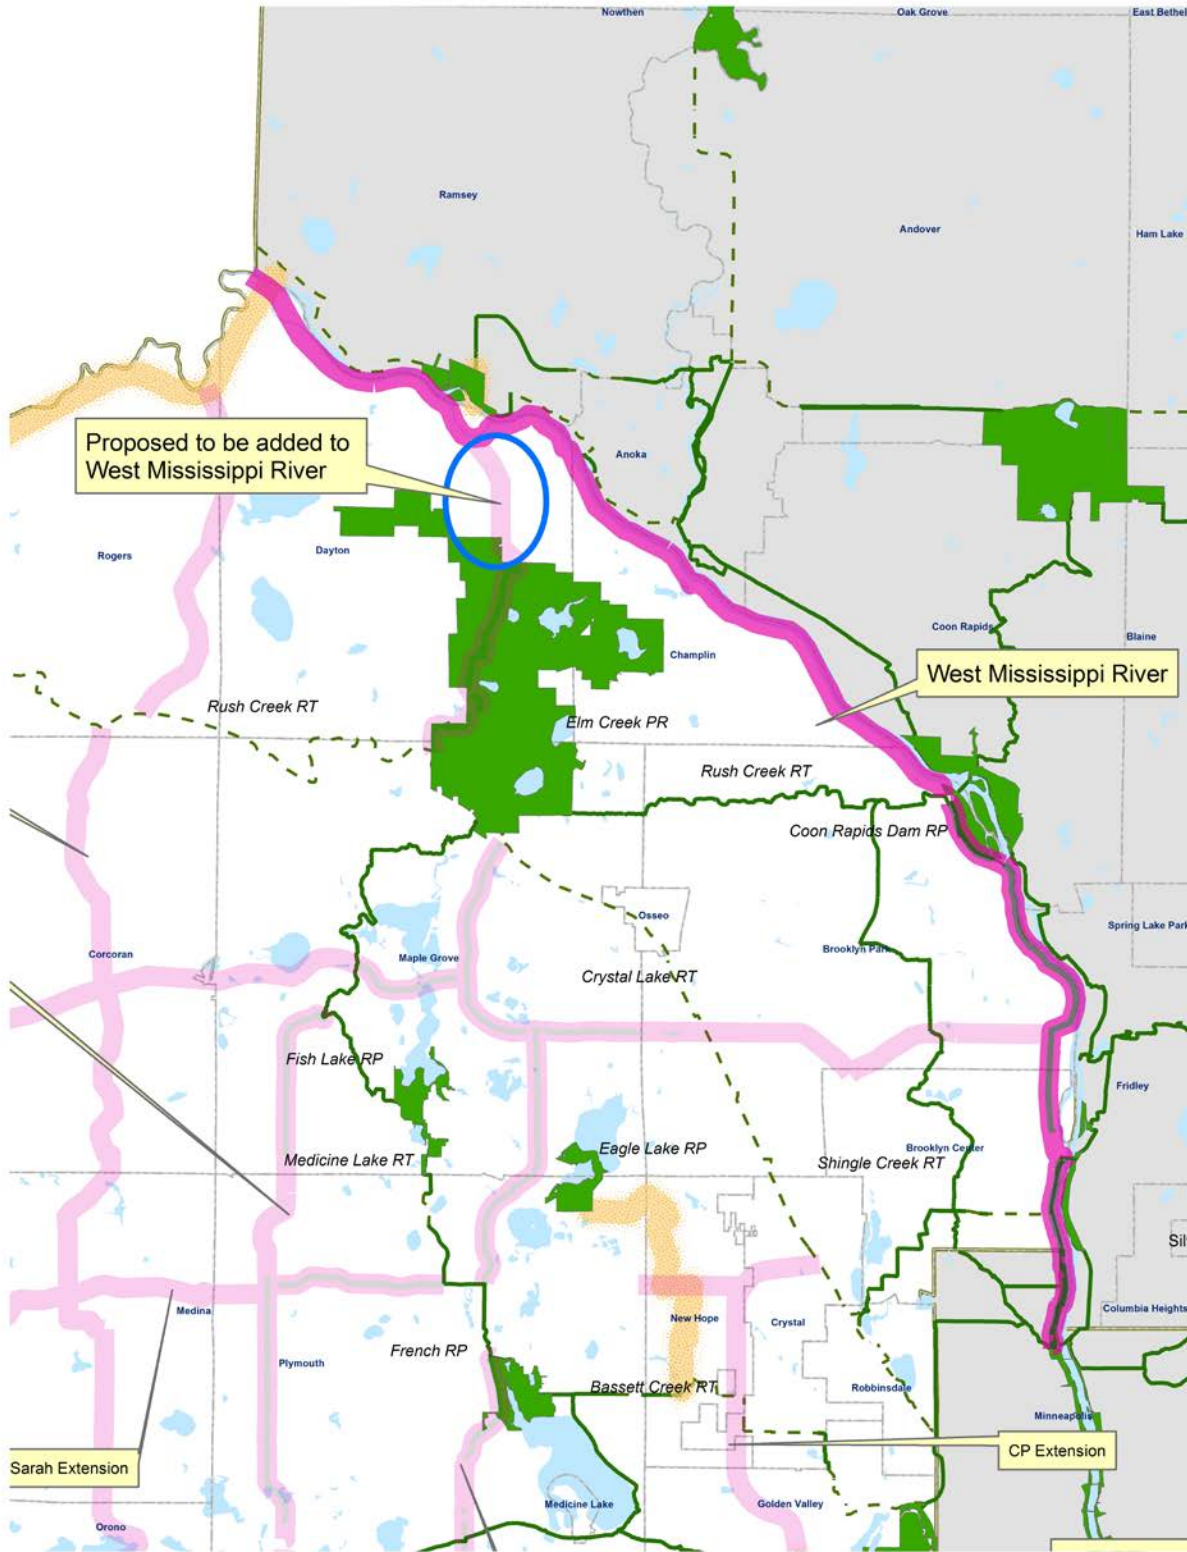 Nowthen
Oak Grove
East Bethel
Ramsey
Andover
Ham Lake
Proposed to be added to
West Mississippi River
Anoka
Rogers
Dayton
Coon Rapids
Blaine
Champlin
West Mississippi River
Rush Creek RT
Elm Creek PR
Rush Creek RT
Coon Rapids Dam RP
Osseo
Spring Lake Park
Corcoran
Maple Grove
Brooklyn Park
Crystal Lake RT
Fish Lake RP
Fridley
Medicine Lake RT
Eagle Lake RP
Shingle Creek RT
Brooklyn Center
Sil
Medina
New Hope
Crystal
Columbia Heights
French RP
Plymouth
Bassett Creek RT
Robbinsdale
Minneapolis
CP Extension
Sarah Extension
Medicine Lake
Golden Valley
Orono